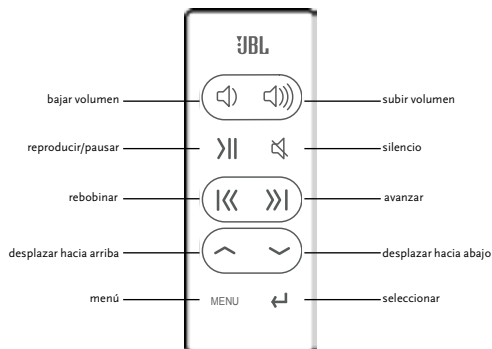 JBL
bajar volumen
subir volumen
reproducir/pausar
silencio
rebobinar
avanzar
desplazar hacia arriba
desplazar hacia abajo
menú
MENU
seleccionar